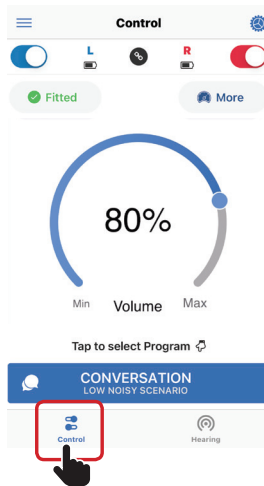 Control
L R
Fitted More
80%
Min Volume Max
Tap to select Program
CONVERSATION
LOW NOISY SCENARIO
Control Hearing